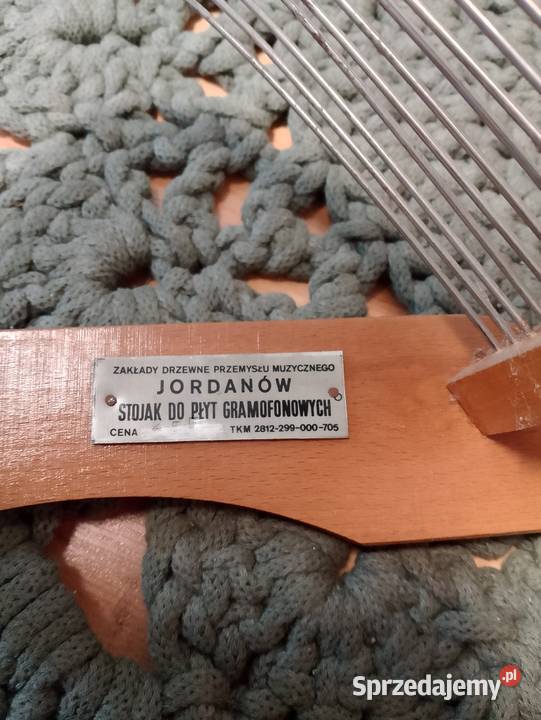 ZAKŁADY DRZEWNE PRZEMYSŁU MUZYCZNEGO
JORDANÓW
STOJAK DO PŁYT GRAMOFONOWYCH
CENA TKM 2812-299-000-705
Sprzedajemy.pl